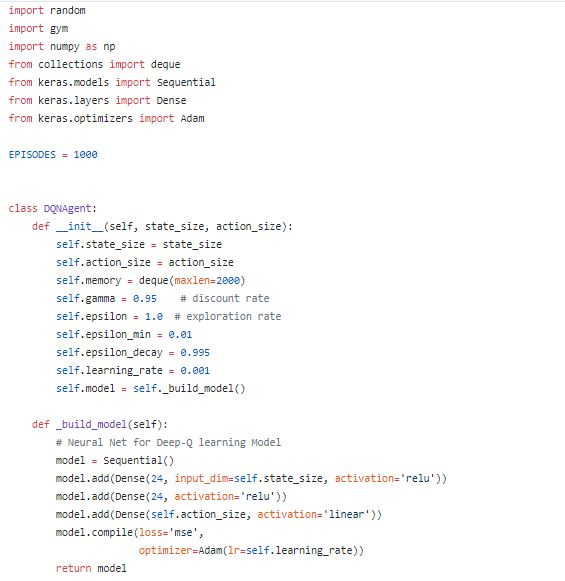 import random
import gym
import numpy as np
from collections import deque
from keras.models import Sequential
from keras.layers import Dense
from keras.optimizers import Adam

EPISODES = 1000


class DQNAgent:
    def __init__(self, state_size, action_size):
        self.state_size = state_size
        self.action_size = action_size
        self.memory = deque(maxlen=2000)
        self.gamma = 0.95    # discount rate
        self.epsilon = 1.0  # exploration rate
        self.epsilon_min = 0.01
        self.epsilon_decay = 0.995
        self.learning_rate = 0.001
        self.model = self._build_model()

    def _build_model(self):
        # Neural Net for Deep-Q learning Model
        model = Sequential()
        model.add(Dense(24, input_dim=self.state_size, activation='relu'))
        model.add(Dense(24, activation='relu'))
        model.add(Dense(self.action_size, activation='linear'))
        model.compile(loss='mse',
                      optimizer=Adam(lr=self.learning_rate))
        return model